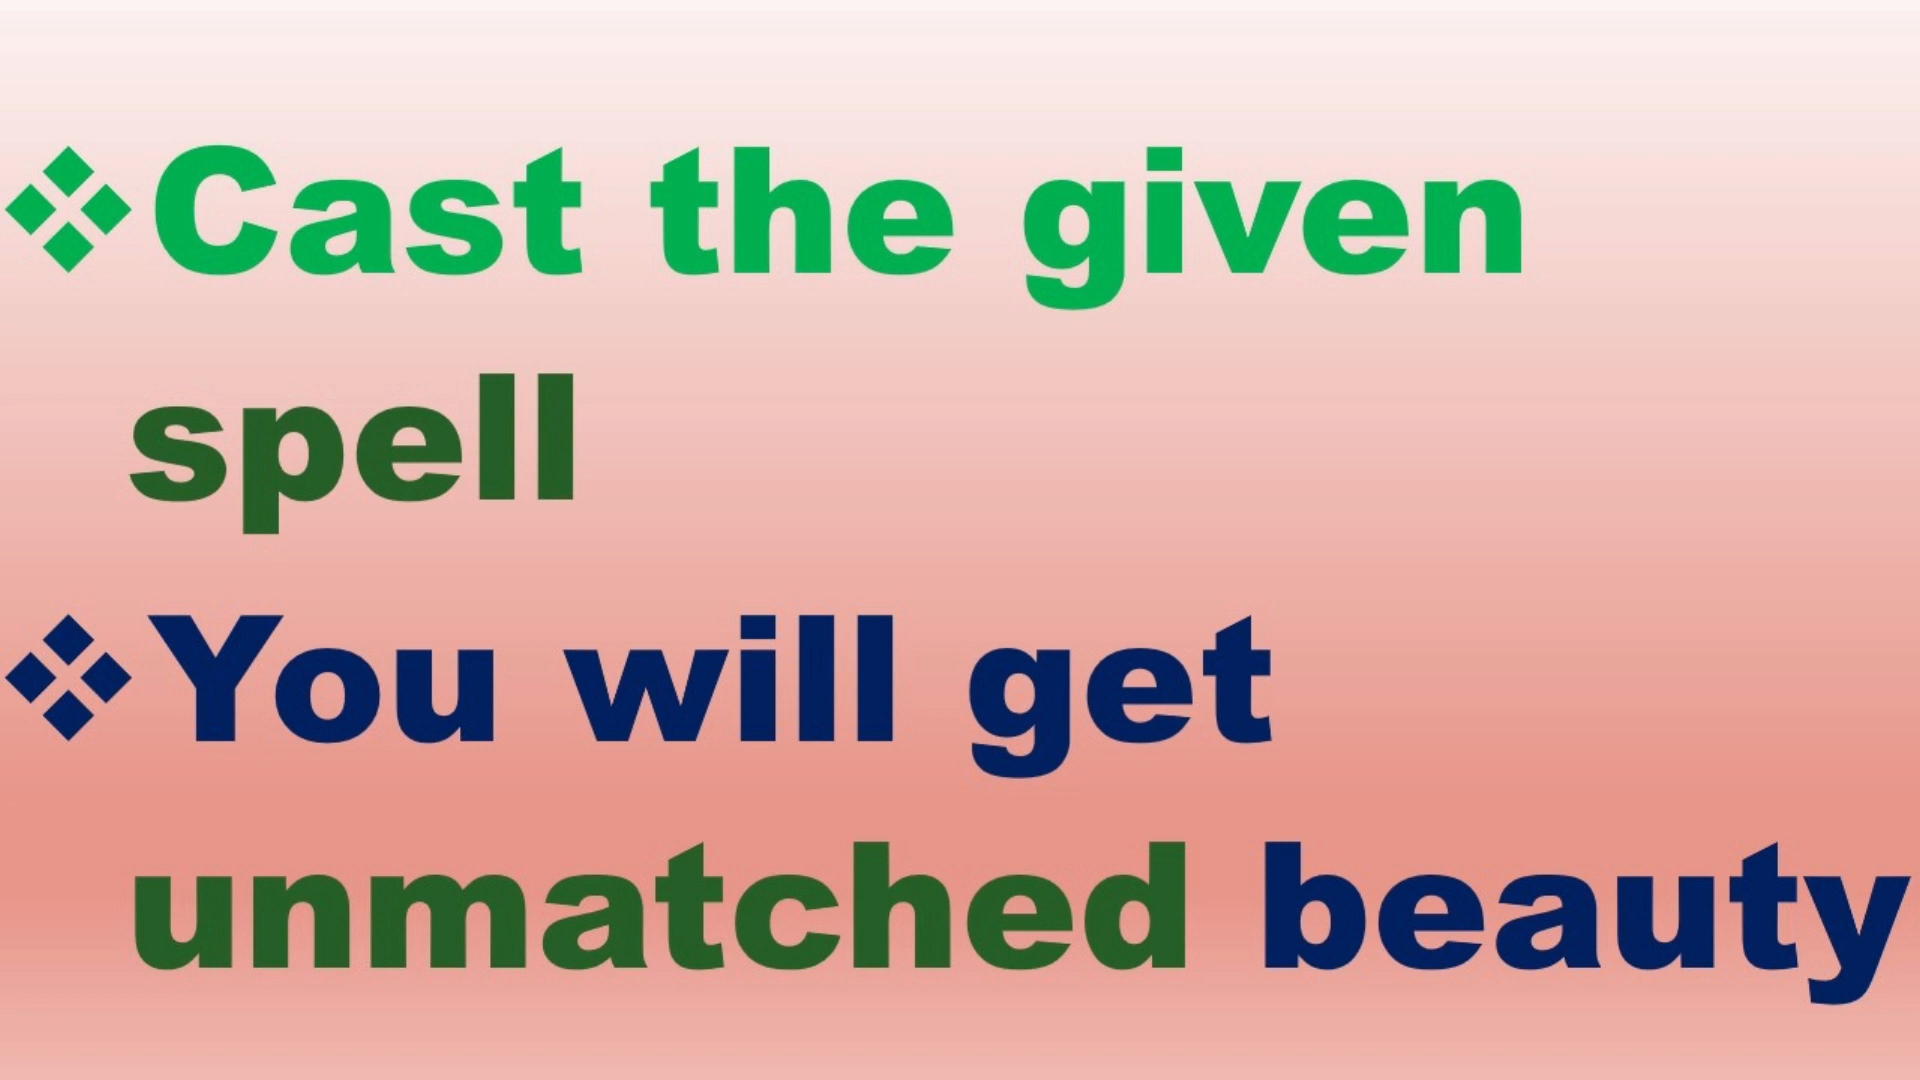 ❖Cast the given
spell
❖You will get
unmatched beauty